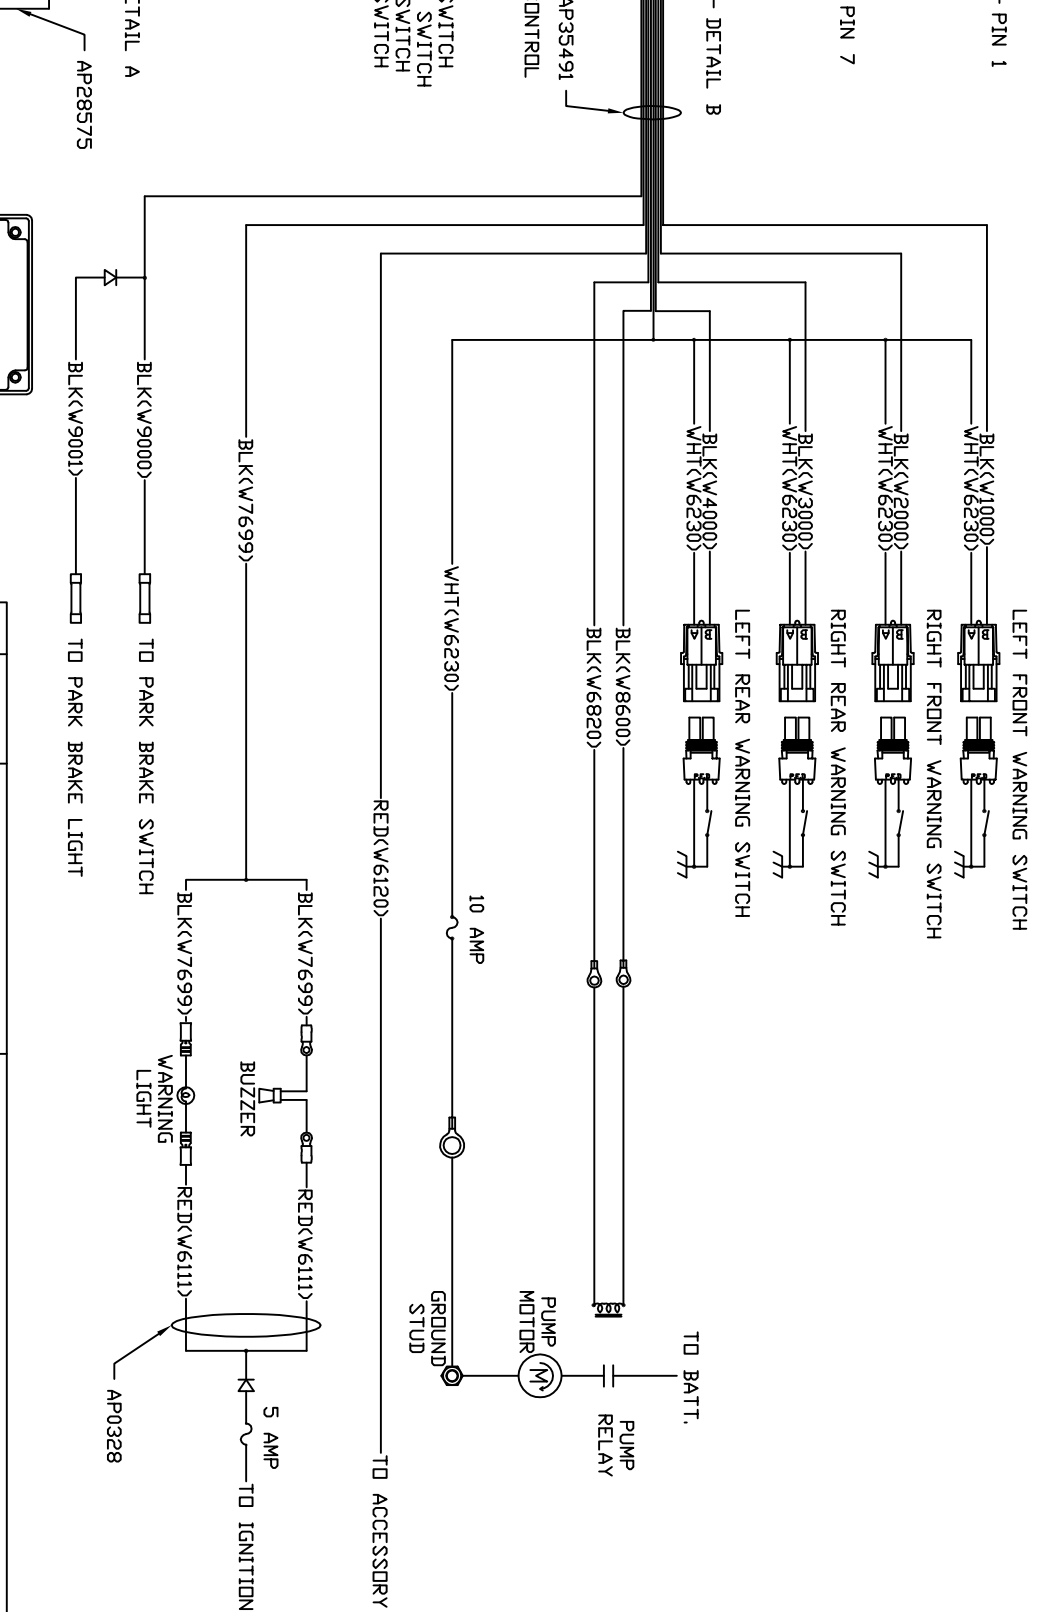 PIN 1
PIN 7
DETAIL B
AP35491
ONTROL
SWITCH
SWITCH
SWITCH
SWITCH
ETAIL A
AP28575
BLK(W1000)
WHT(W6230)
LEFT FRONT WARNING SWITCH
BLK(W2000)
WHT(W6230)
RIGHT FRONT WARNING SWITCH
BLK(W3000)
WHT(W6230)
RIGHT REAR WARNING SWITCH
BLK(W4000)
WHT(W6230)
LEFT REAR WARNING SWITCH
B
A
B
A
B
A
B
A
P.E.D
P.E.D
P.E.D
P.E.D
BLK(W8600)
BLK(W6820)
TO BATT.
PUMP
RELAY
PUMP
MOTOR
M
WHT(W6230)
10 AMP
GROUND
STUD
RED(W6120)
TO ACCESSORY
BLK(W7699)
BLK(W7699)
BUZZER
RED(W6111)
BLK(W7699)
WARNING
LIGHT
RED(W6111)
5 AMP
TO IGNITION
AP0328
BLK(W9000)
TO PARK BRAKE SWITCH
BLK(W9001)
TO PARK BRAKE LIGHT